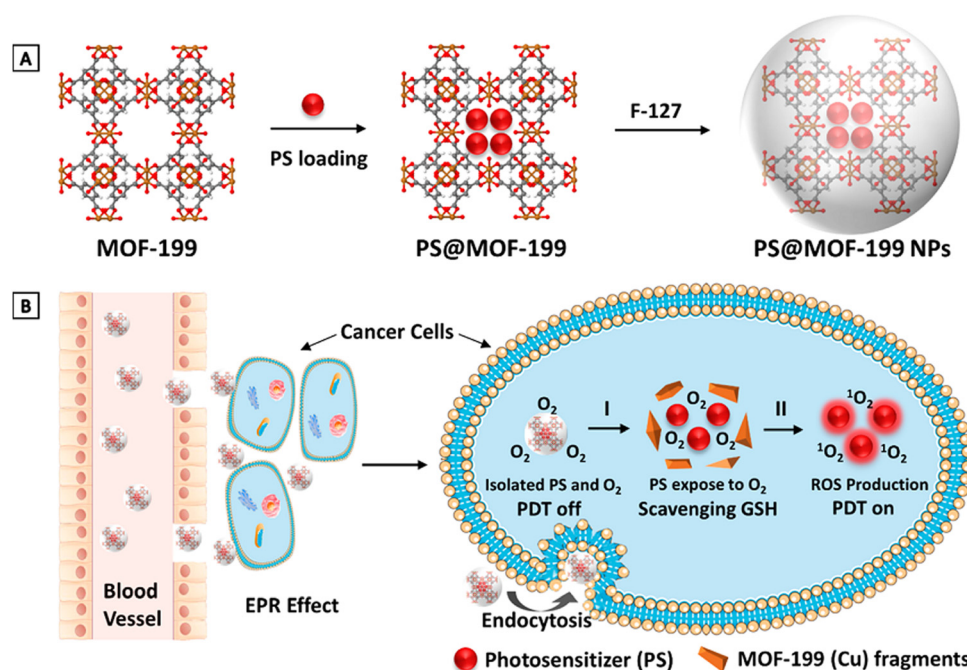 A
PS loading
F-127
MOF-199
PS@MOF-199
PS@MOF-199 NPs
B
Cancer Cells
O₂
O₂
O₂
I
O₂
O₂
O₂
II
¹O₂
¹O₂
¹O₂
Isolated PS and O₂
PDT off
PS expose to O₂
Scavenging GSH
ROS Production
PDT on
Blood
Vessel
EPR Effect
Endocytosis
Photosensitizer (PS)
MOF-199 (Cu) fragments